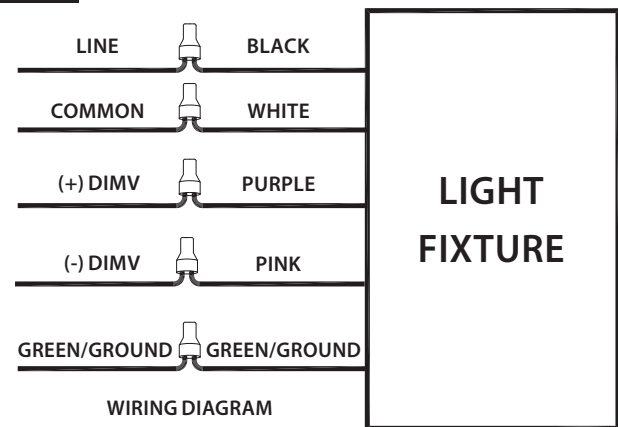 LINE BLACK
COMMON WHITE
(+) DIMV PURPLE
(-) DIMV PINK
GREEN/GROUND GREEN/GROUND
LIGHT
FIXTURE
WIRING DIAGRAM